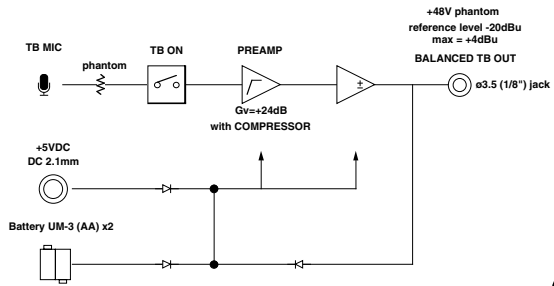 +48V phantom
reference level -20dBu
max = +4dBu
BALANCED TB OUT
TB MIC
phantom
TB ON
PREAMP
ø3.5 (1/8") jack
Gv=+24dB
with COMPRESSOR
+5VDC
DC 2.1mm
Battery UM-3 (AA) x2